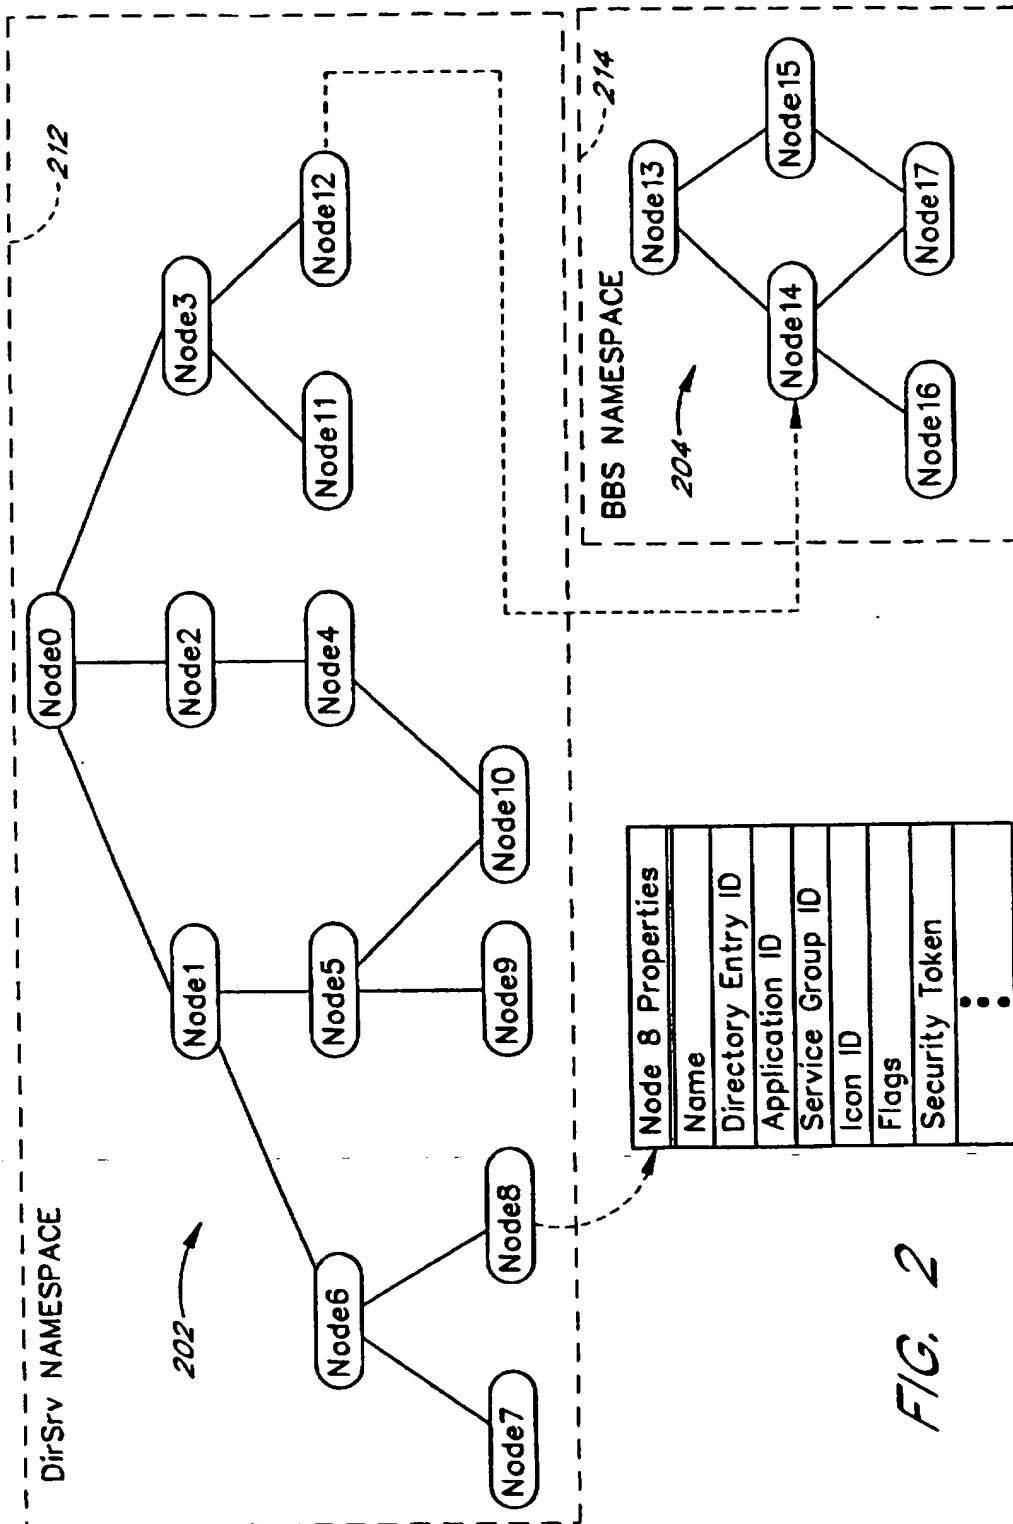 DirSrv NAMESPACE
212
202
Node0
Node1
Node2
Node3
Node6
Node5
Node4
Node11
Node12
Node7
Node8
Node9
Node10
Node 8 Properties
Name
Directory Entry ID
Application ID
Service Group ID
Icon ID
Flags
Security Token
BBS NAMESPACE
214
204
Node13
Node14
Node15
Node16
Node17
FIG. 2